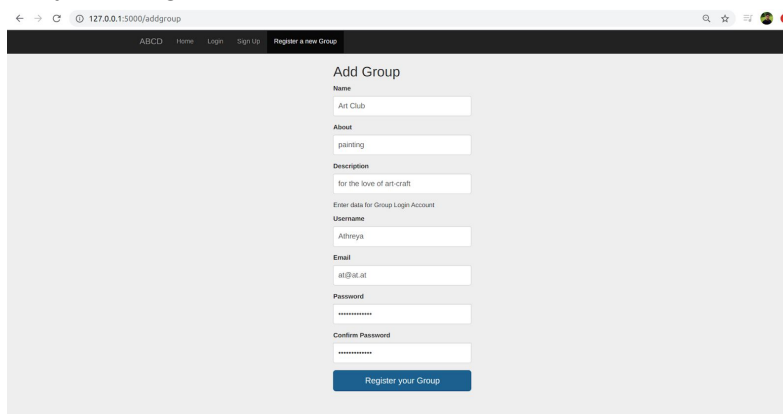 127.0.0.1:5000/addgroup
ABCD Home Login Sign Up Register a new Group
Add Group
Name
Art Club
About
painting
Description
for the love of art-craft
Enter data for Group Login Account
Username
Athreya
Email
at@at.at
Password
•••••••••••••
Confirm Password
•••••••••••••
Register your Group